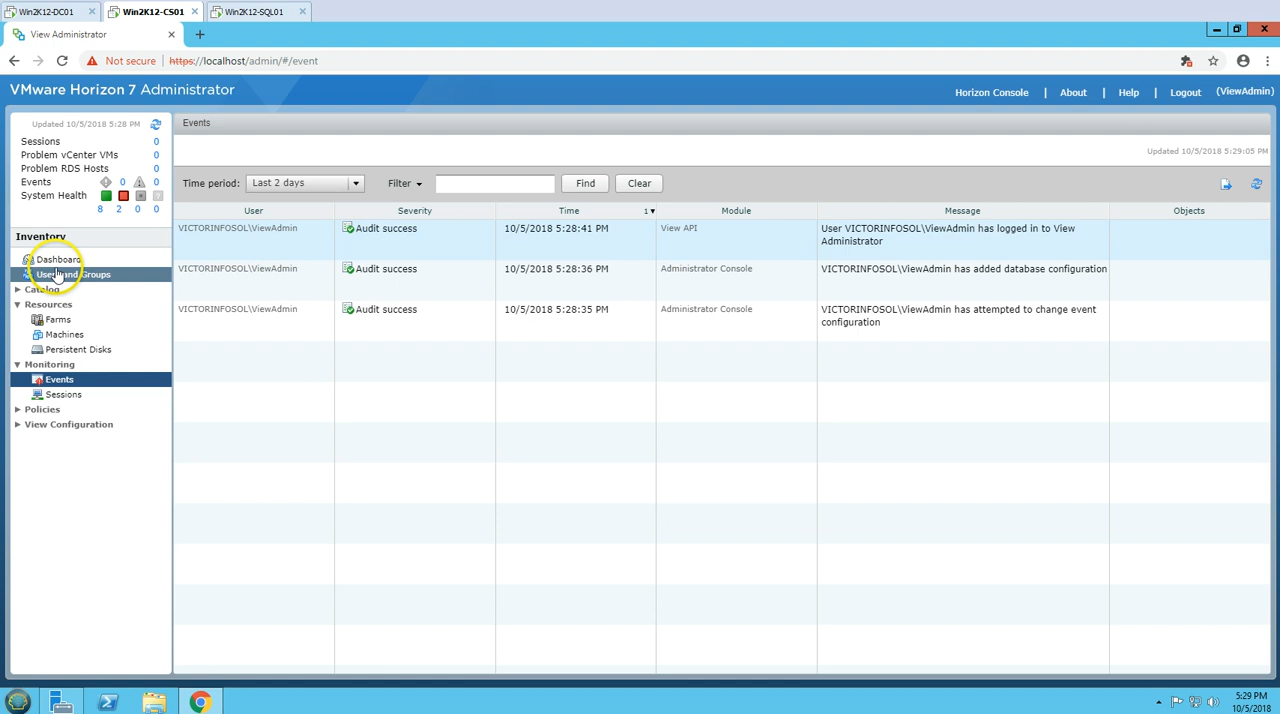 Win2K12-DC01 Win2K12-CS01 Win2K12-SQL01
View Administrator
Not secure https://localhost/admin/#/event
VMware Horizon 7 Administrator
Horizon Console | About | Help | Logout (ViewAdmin)
Updated 10/5/2018 5:28 PM
Sessions 0
Problem vCenter VMs 0
Problem RDS Hosts 0
Events 0 0
System Health
8 2 0 0
Inventory
Dashboard
Users and Groups
Catalog
Resources
Farms
Machines
Persistent Disks
Monitoring
Events
Sessions
Policies
View Configuration
Events
Updated 10/5/2018 5:29:05 PM
Time period: Last 2 days Filter Find Clear
User Severity Time 1 Module Message Objects
VICTORINFOSOL\ViewAdmin Audit success 10/5/2018 5:28:41 PM View API User VICTORINFOSOL\ViewAdmin has logged in to View
Administrator
VICTORINFOSOL\ViewAdmin Audit success 10/5/2018 5:28:36 PM Administrator Console VICTORINFOSOL\ViewAdmin has added database configuration
VICTORINFOSOL\ViewAdmin Audit success 10/5/2018 5:28:35 PM Administrator Console VICTORINFOSOL\ViewAdmin has attempted to change event
configuration
5:29 PM
10/5/2018